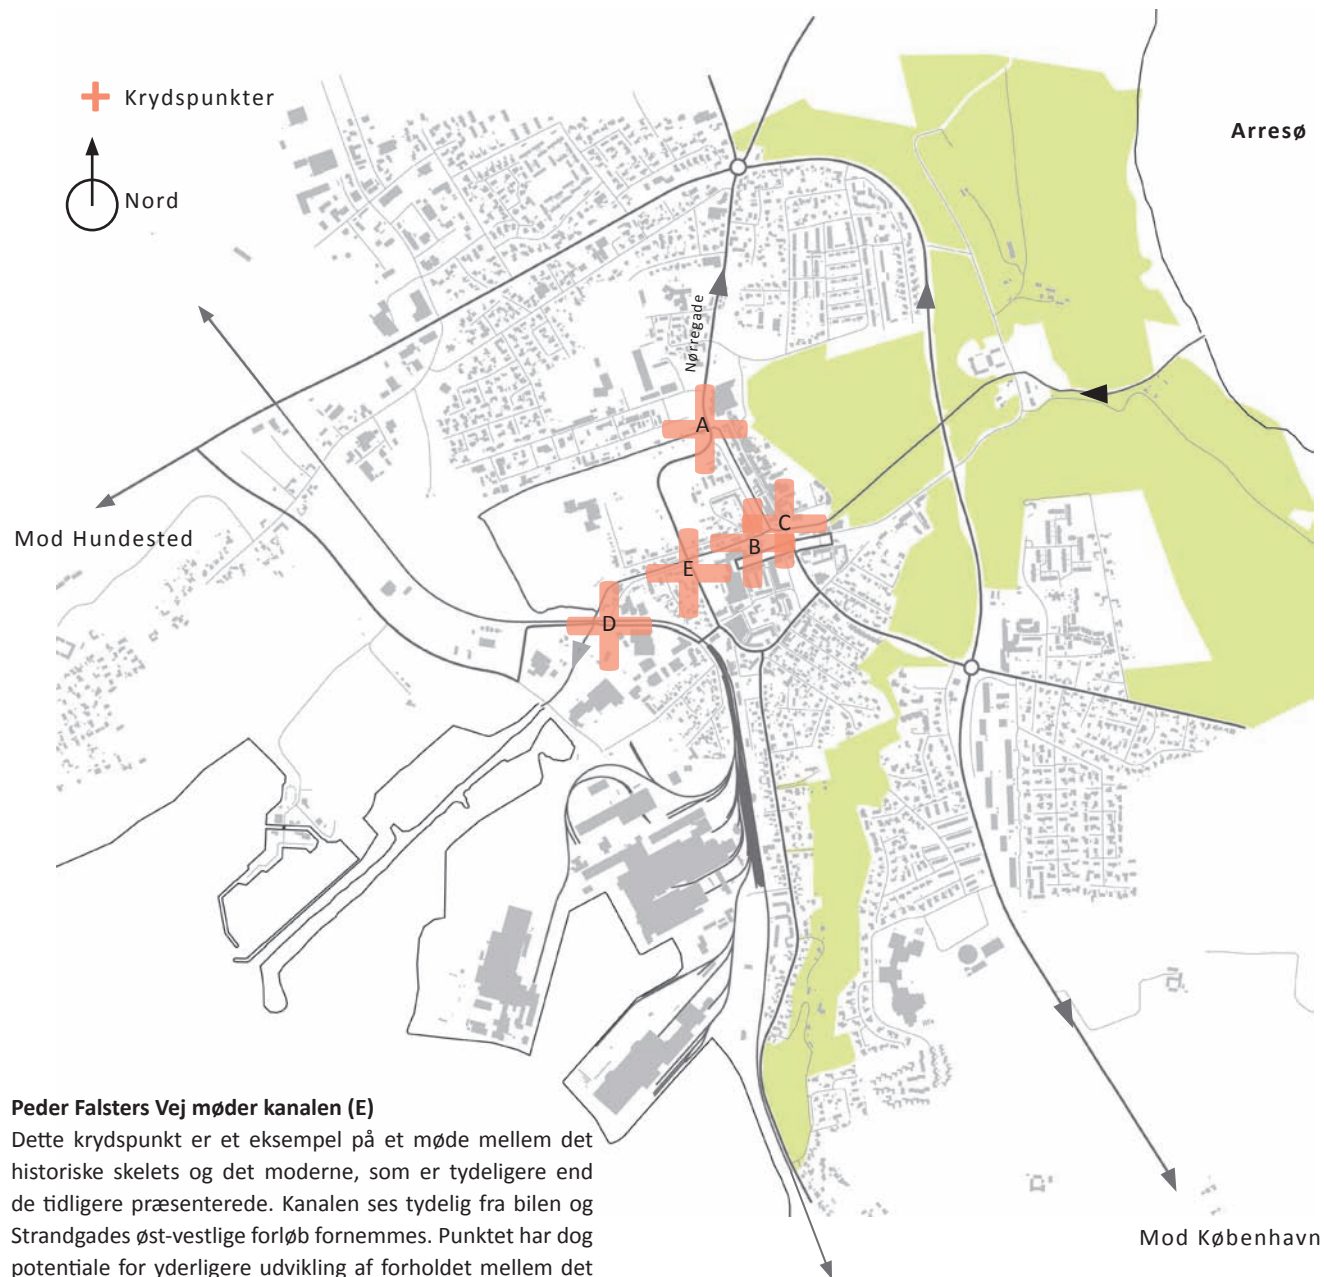 Krydspunkter
Nord
Arresø
Nørregade
A
C
B
E
D
Mod Hundested
Peder Falsters Vej møder kanalen (E)
Dette krydspunkt er et eksempel på et møde mellem det
historiske skelets og det moderne, som er tydeligere end
de tidligere præsenterede. Kanalen ses tydelig fra bilen og
Strandgades øst-vestlige forløb fornemmes. Punktet har dog
potentiale for yderligere udvikling af forholdet mellem det
Mod København